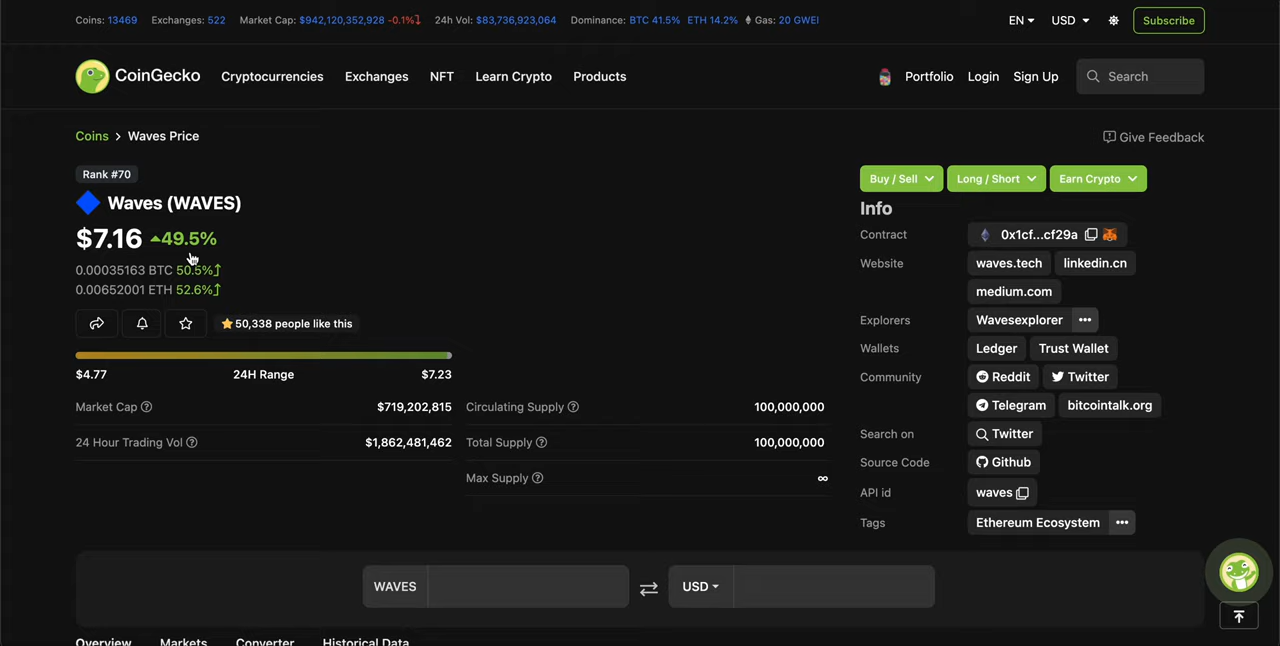 Coins: 13469 Exchanges: 522 Market Cap: $942,120,352,928 -0.1% 24h Vol: $83,736,923,064 Dominance: BTC 41.5% ETH 14.2% Gas: 20 GWEI
EN USD Subscribe
CoinGecko Cryptocurrencies Exchanges NFT Learn Crypto Products
Portfolio Login Sign Up Search
Coins > Waves Price
Give Feedback
Rank #70
Waves (WAVES)
$7.16 49.5%
0.00035163 BTC 50.5%
0.00652001 ETH 52.6%
50,338 people like this
$4.77 24H Range $7.23
Market Cap $719,202,815
24 Hour Trading Vol $1,862,481,462
Circulating Supply 100,000,000
Total Supply 100,000,000
Max Supply ∞
Buy / Sell Long / Short Earn Crypto
Info
Contract 0x1cf...cf29a
Website waves.tech linkedin.cn
medium.com
Explorers Wavesexplorer
Wallets Ledger Trust Wallet
Community Reddit Twitter
Telegram bitcointalk.org
Search on Twitter
Source Code Github
API id waves
Tags Ethereum Ecosystem
WAVES USD
Overview Markets Converter Historical Data